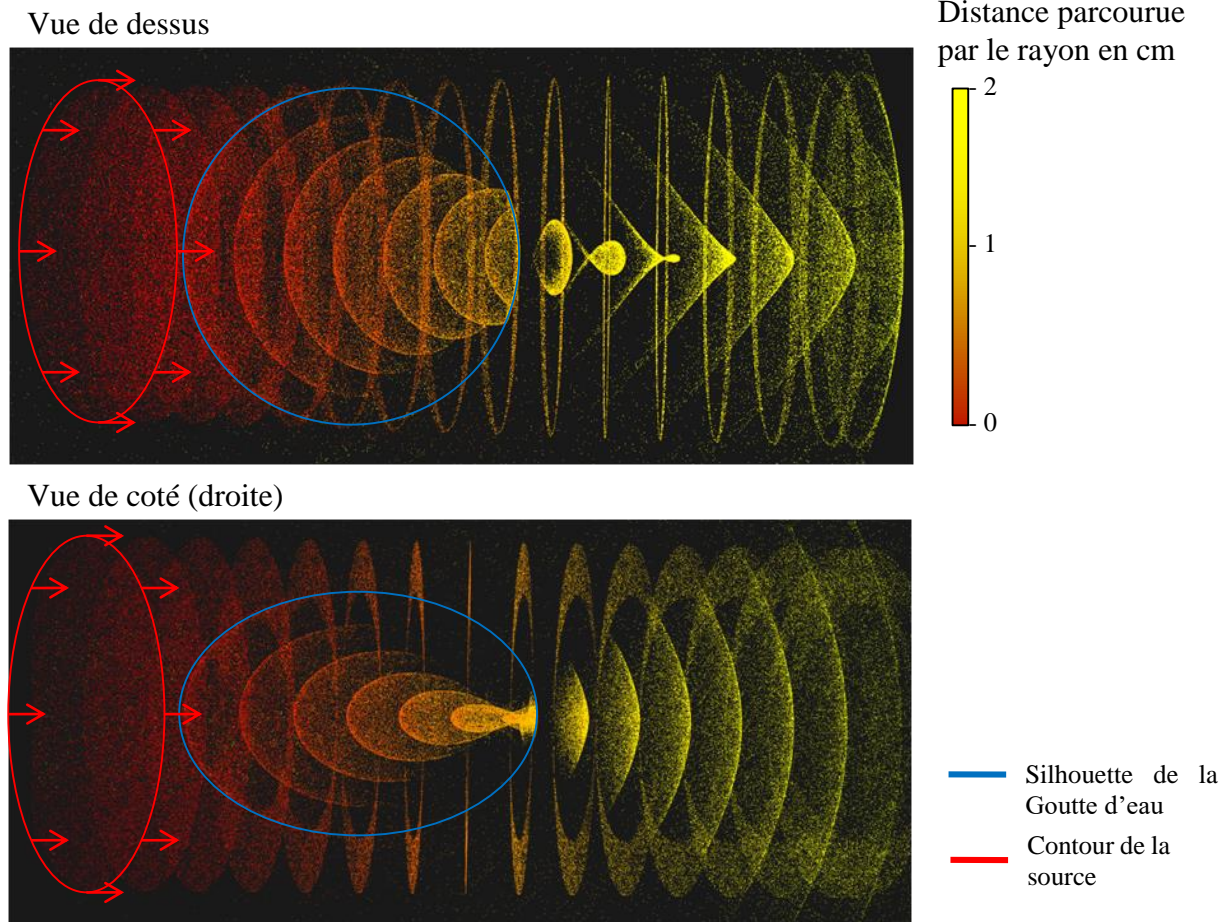 Vue de dessus
Distance parcourue
par le rayon en cm
2
1
0
Vue de coté (droite)
Silhouette de la
Goutte d'eau
Contour de la
source